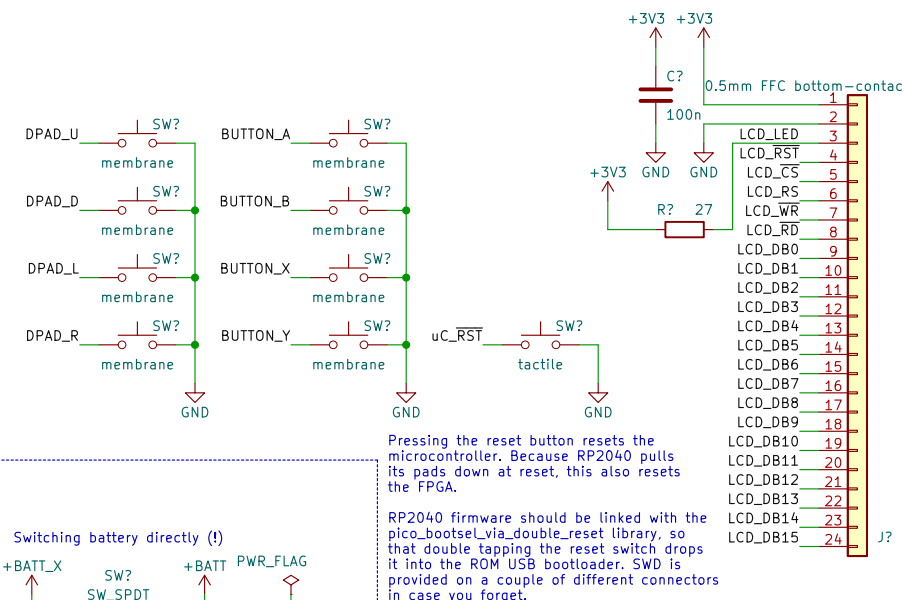 +3V3 +3V3
C?
100n
0.5mm FFC bottom-contac
GND GND
+3V3
R? 27
DPAD_U SW? membrane
DPAD_D SW? membrane
DPAD_L SW? membrane
DPAD_R SW? membrane
GND
BUTTON_A SW? membrane
BUTTON_B SW? membrane
BUTTON_X SW? membrane
BUTTON_Y SW? membrane
GND
uC_RST SW? tactile
GND
1
2
LCD_LED 3
LCD_RST 4
LCD_CS 5
LCD_RS 6
LCD_WR 7
LCD_RD 8
LCD_DB0 9
LCD_DB1 10
LCD_DB2 11
LCD_DB3 12
LCD_DB4 13
LCD_DB5 14
LCD_DB6 15
LCD_DB7 16
LCD_DB8 17
LCD_DB9 18
LCD_DB10 19
LCD_DB11 20
LCD_DB12 21
LCD_DB13 22
LCD_DB14 23
LCD_DB15 24
J?
Pressing the reset button resets the
microcontroller. Because RP2040 pulls
its pads down at reset, this also resets
the FPGA.
RP2040 firmware should be linked with the
pico_bootsel_via_double_reset library, so
that double tapping the reset switch drops
it into the ROM USB bootloader. SWD is
provided on a couple of different connectors
in case you forget.
Switching battery directly (!)
+BATT_X
SW?
SW_SPDT
+BATT
PWR_FLAG